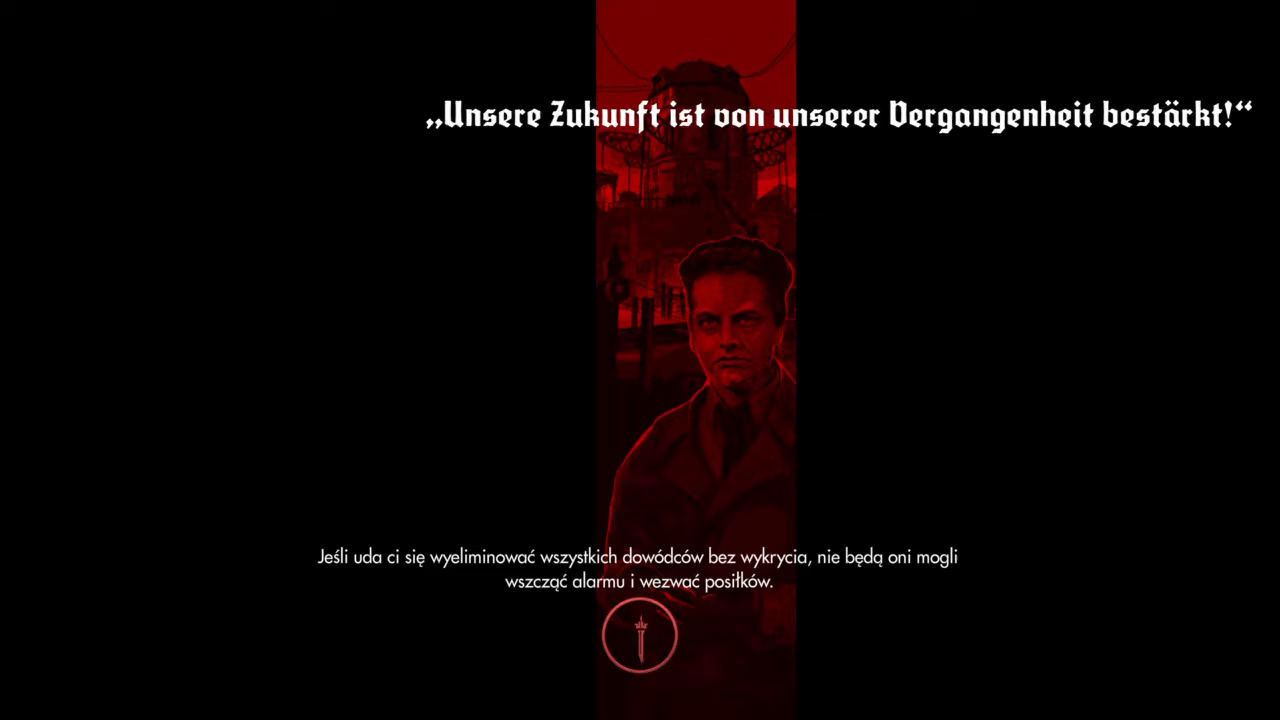 „Unsere Zukunft ist von unserer Vergangenheit bestärkt!“
Jeśli uda ci się wyeliminować wszystkich dowódców bez wykrycia, nie będą oni mogli
wszcząć alarmu i wezwać posiłków.